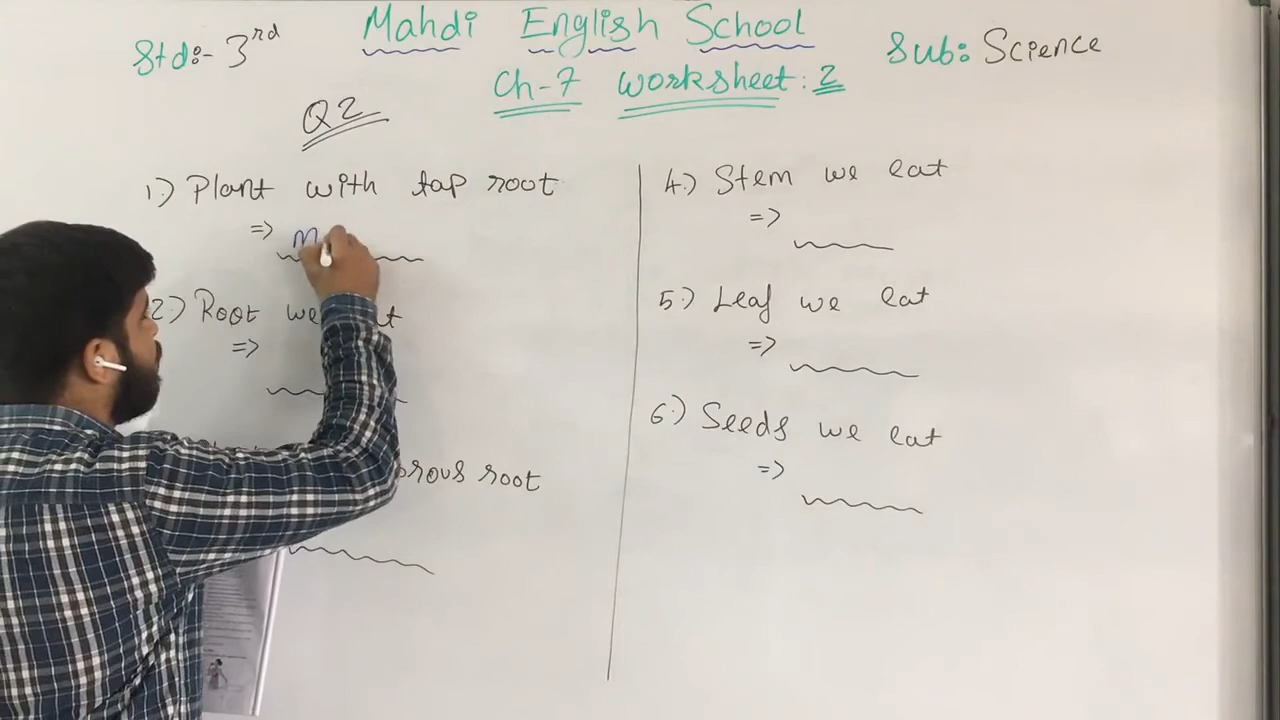 Std:- 3rd
Mahdi English School
Sub: Science
Ch-7 Worksheet: 2
Q2
1.) Plant with tap root
=> m
2.) Root we
=>
root
4.) Stem we eat
=>
5.) Leaf we eat
=>
6.) Seeds we eat
=>